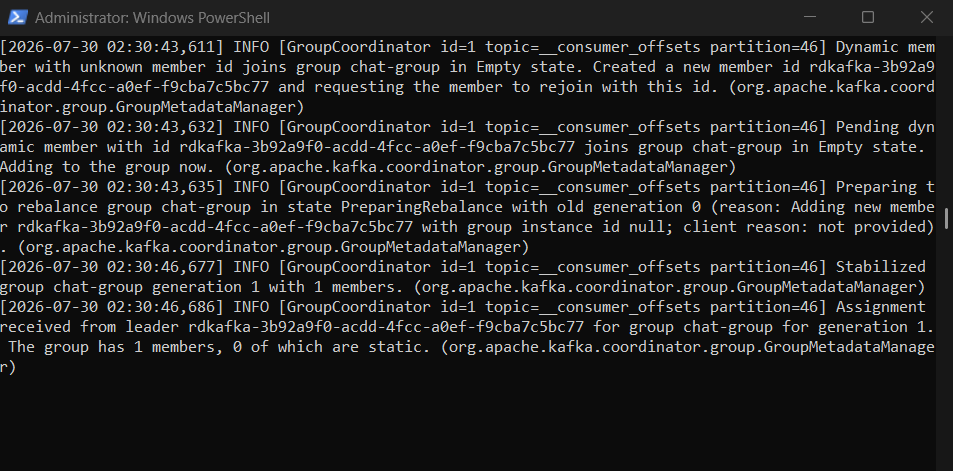 Administrator: Windows PowerShell
[2026-07-30 02:30:43,611] INFO [GroupCoordinator id=1 topic=__consumer_offsets partition=46] Dynamic mem
ber with unknown member id joins group chat-group in Empty state. Created a new member id rdkafka-3b92a9
f0-acdd-4fcc-a0ef-f9cba7c5bc77 and requesting the member to rejoin with this id. (org.apache.kafka.coord
inator.group.GroupMetadataManager)
[2026-07-30 02:30:43,632] INFO [GroupCoordinator id=1 topic=__consumer_offsets partition=46] Pending dyn
amic member with id rdkafka-3b92a9f0-acdd-4fcc-a0ef-f9cba7c5bc77 joins group chat-group in Empty state.
Adding to the group now. (org.apache.kafka.coordinator.group.GroupMetadataManager)
[2026-07-30 02:30:43,635] INFO [GroupCoordinator id=1 topic=__consumer_offsets partition=46] Preparing t
o rebalance group chat-group in state PreparingRebalance with old generation 0 (reason: Adding new membe
r rdkafka-3b92a9f0-acdd-4fcc-a0ef-f9cba7c5bc77 with group instance id null; client reason: not provided)
. (org.apache.kafka.coordinator.group.GroupMetadataManager)
[2026-07-30 02:30:46,677] INFO [GroupCoordinator id=1 topic=__consumer_offsets partition=46] Stabilized
group chat-group generation 1 with 1 members. (org.apache.kafka.coordinator.group.GroupMetadataManager)
[2026-07-30 02:30:46,686] INFO [GroupCoordinator id=1 topic=__consumer_offsets partition=46] Assignment
received from leader rdkafka-3b92a9f0-acdd-4fcc-a0ef-f9cba7c5bc77 for group chat-group for generation 1.
 The group has 1 members, 0 of which are static. (org.apache.kafka.coordinator.group.GroupMetadataManage
r)